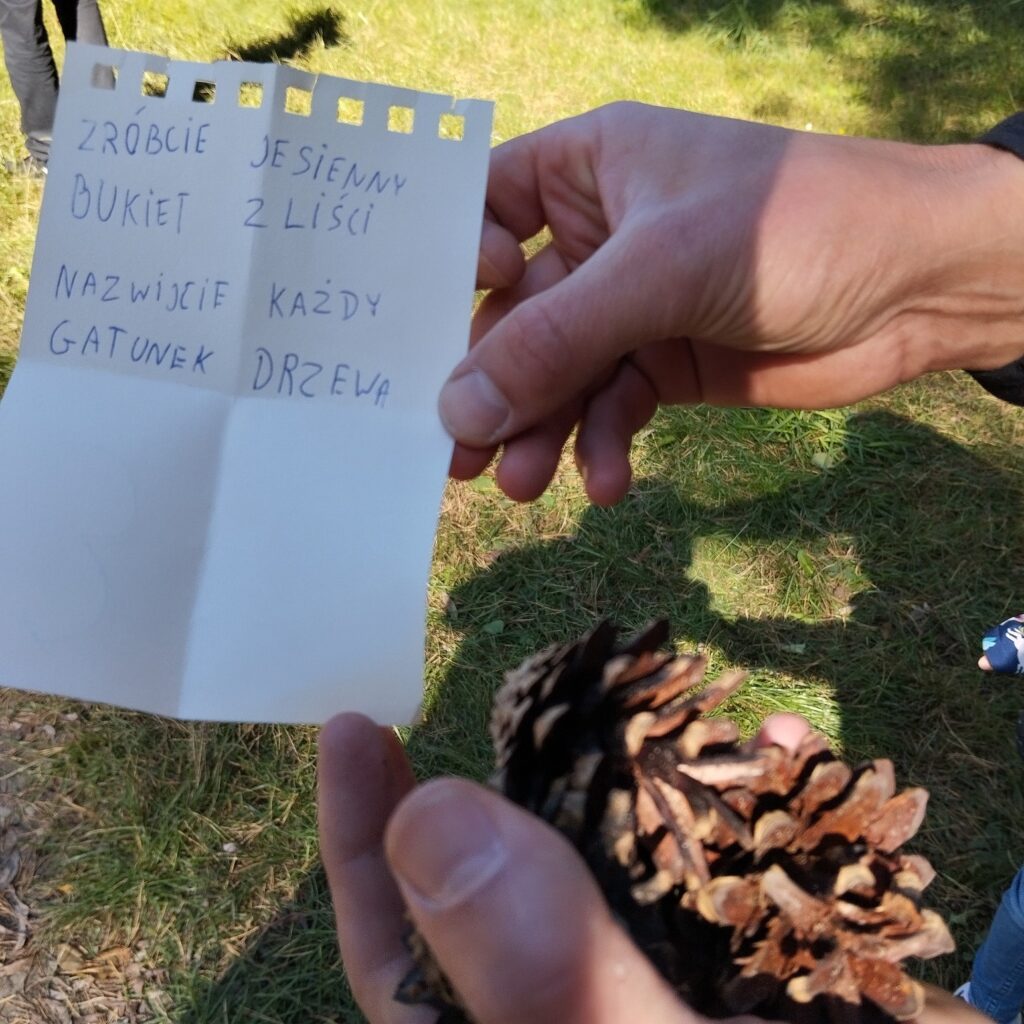 ZRÓBCIE JESIENNY
BUKIET Z LIŚCI
NAZWIJCIE KAŻDY
GATUNEK DRZEWA